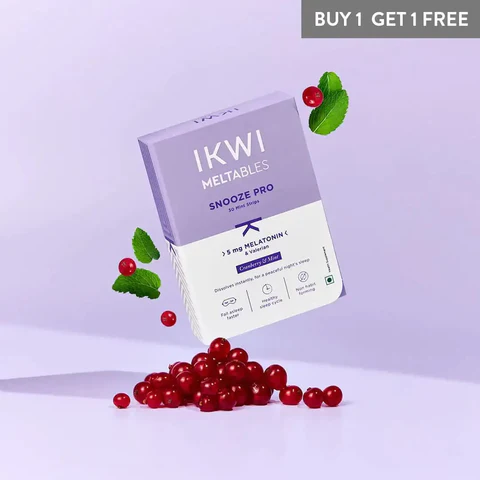 BUY 1 GET 1 FREE
IKWI
MELTABLES
SNOOZE PRO
30 Mint Strips
K
5 mg MELATONIN
& Valerian
Cranberry & Mint
Dissolves instantly, for a peaceful night's sleep
Fall asleep
faster
Healthy
sleep cycle
Non habit
forming